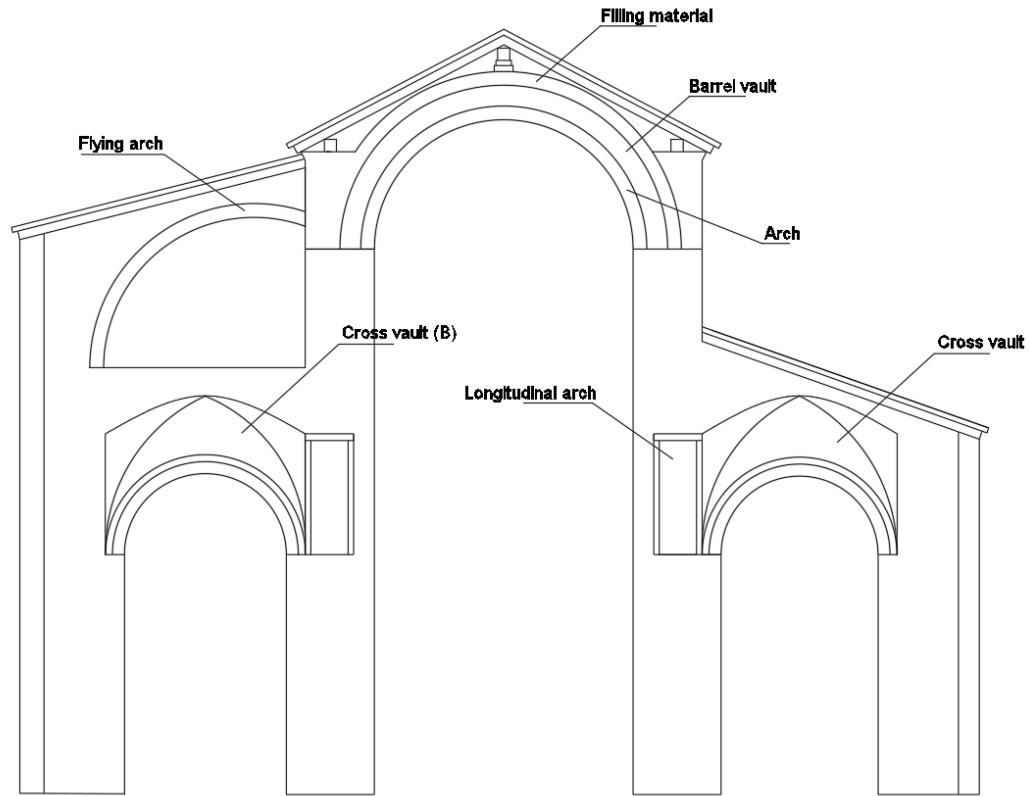 Filling material
Barrel vault
Flying arch
Arch
Cross vault (B)
Cross vault
Longitudinal arch